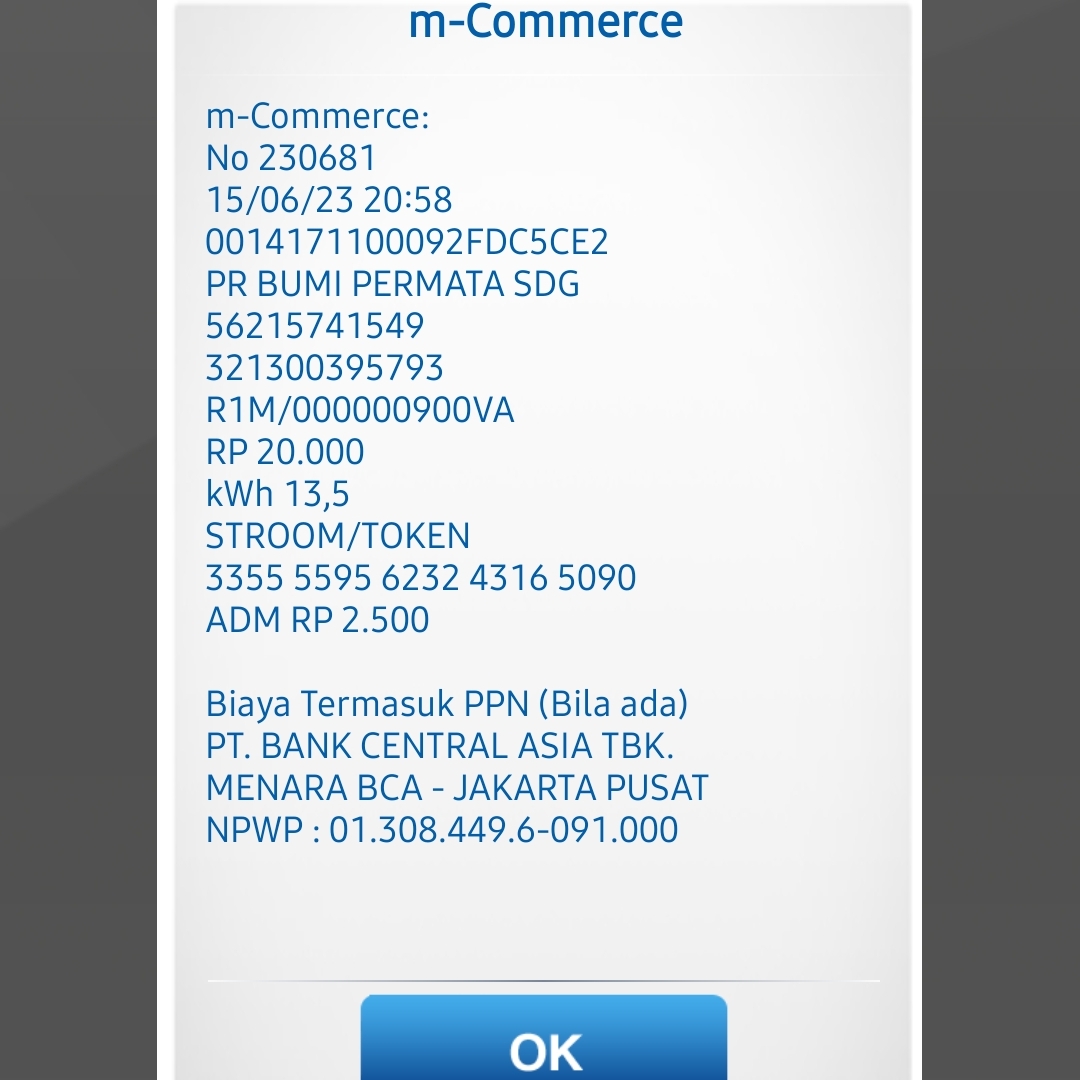 m-Commerce
m-Commerce:
No 230681
15/06/23 20:58
0014171100092FDC5CE2
PR BUMI PERMATA SDG
56215741549
321300395793
R1M/000000900VA
RP 20.000
kWh 13,5
STROOM/TOKEN
3355 5595 6232 4316 5090
ADM RP 2.500
Biaya Termasuk PPN (Bila ada)
PT. BANK CENTRAL ASIA TBK.
MENARA BCA - JAKARTA PUSAT
NPWP : 01.308.449.6-091.000
OK